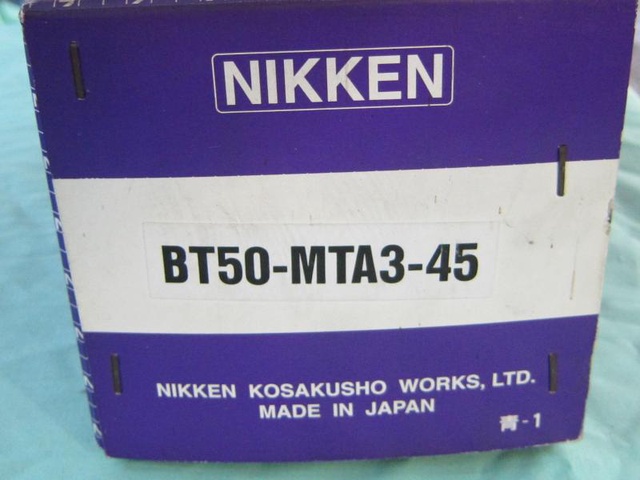 NIKKEN
BT50-MTA3-45
NIKKEN KOSAKUSHO WORKS, LTD.
MADE IN JAPAN
青-1